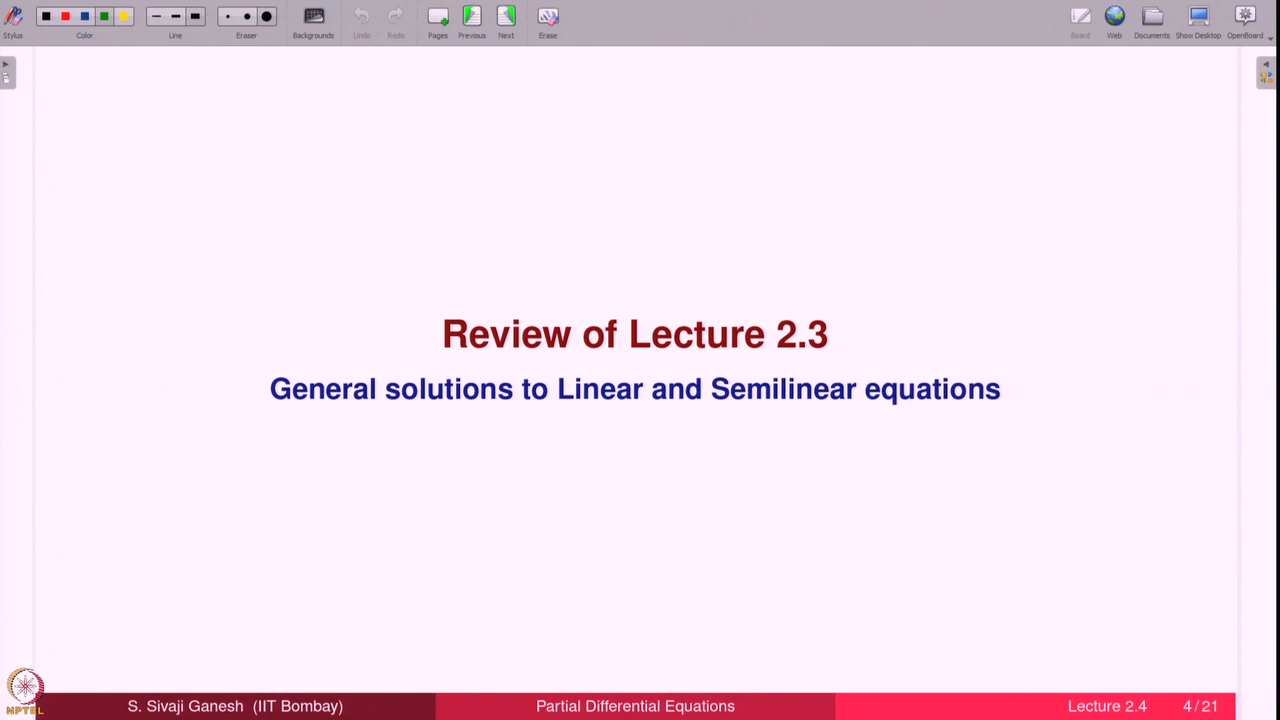 Stylus
Color
Line
Eraser
Backgrounds
Undo
Redo
Pages
Previous
Next
Erase
Board
Web
Documents
Show Desktop
OpenBoard
Review of Lecture 2.3
General solutions to Linear and Semilinear equations
NPTEL
S. Sivaji Ganesh (IIT Bombay)
Partial Differential Equations
Lecture 2.4
4/21